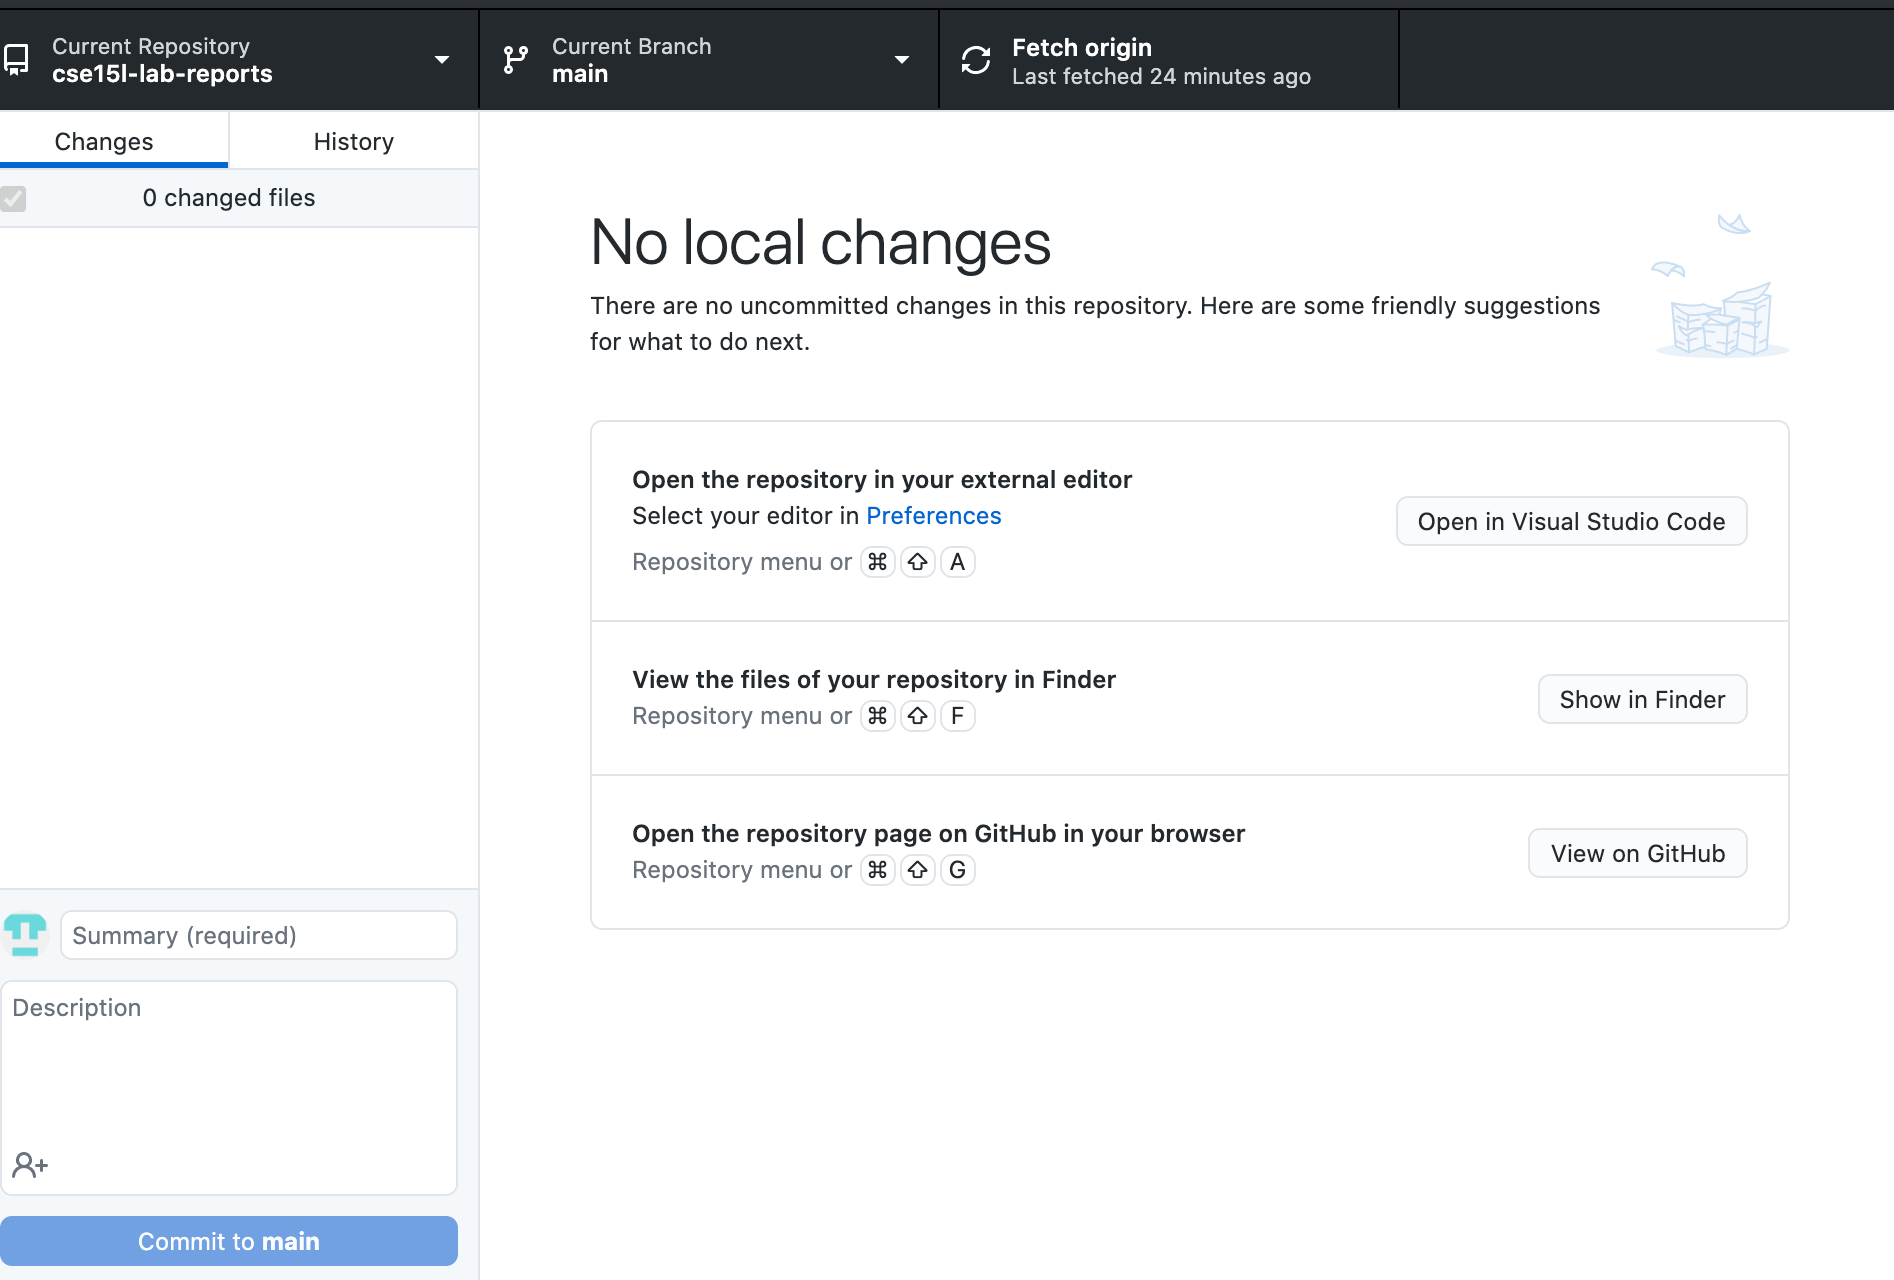 Current Repository
cse15l-lab-reports
Current Branch
main
Fetch origin
Last fetched 24 minutes ago
Changes
History
0 changed files
No local changes
There are no uncommitted changes in this repository. Here are some friendly suggestions
for what to do next.
Open the repository in your external editor
Select your editor in Preferences
Repository menu or ⌘ ⇧ A
Open in Visual Studio Code
View the files of your repository in Finder
Repository menu or ⌘ ⇧ F
Show in Finder
Open the repository page on GitHub in your browser
Repository menu or ⌘ ⇧ G
View on GitHub
Summary (required)
Description
Commit to main